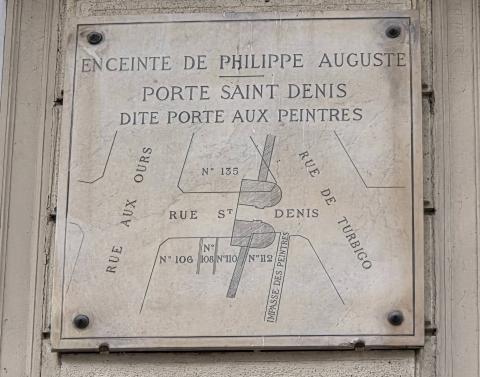 ENCEINTE DE PHILIPPE AUGUSTE
PORTE SAINT DENIS
DITE PORTE AUX PEINTRES
RUE AUX OURS
N° 135
RUE DE TURBIGO
RUE St DENIS
N° 106
N° 108
N° 110
N° 112
IMPASSE DES PEINTRES